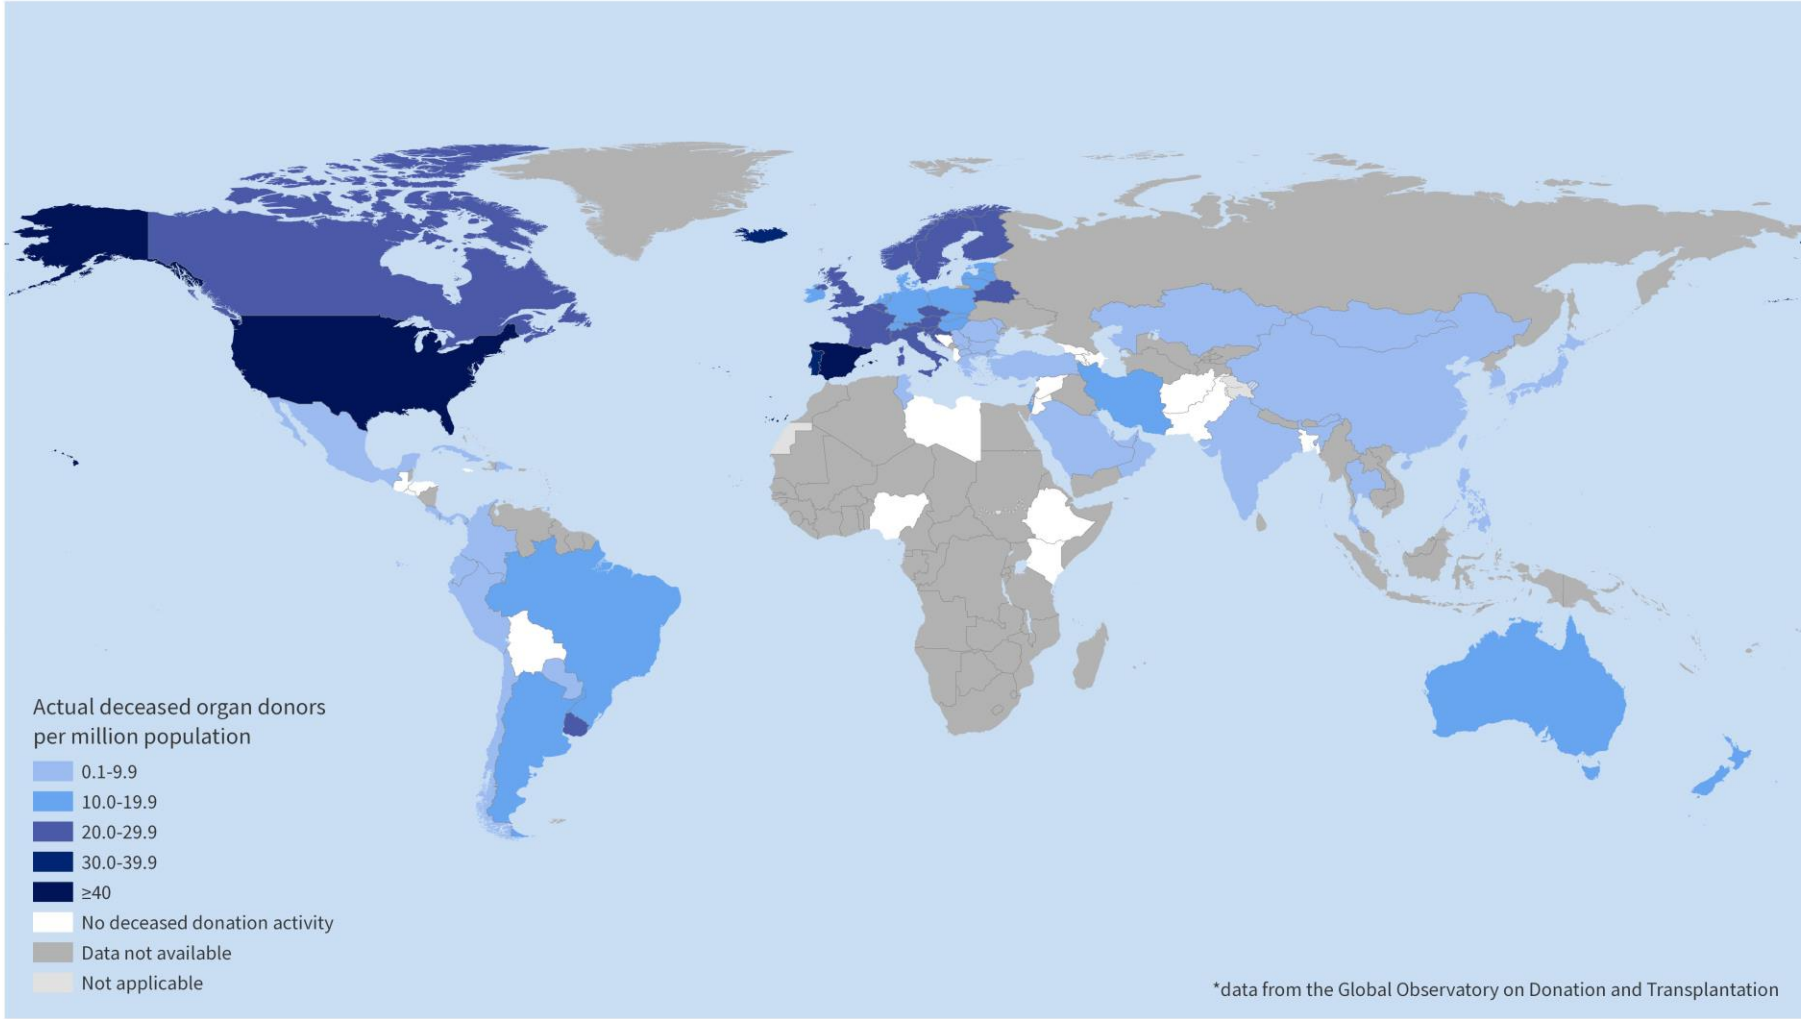 Actual deceased organ donors
per million population
0.1-9.9
10.0-19.9
20.0-29.9
30.0-39.9
≥40
No deceased donation activity
Data not available
Not applicable
*data from the Global Observatory on Donation and Transplantation